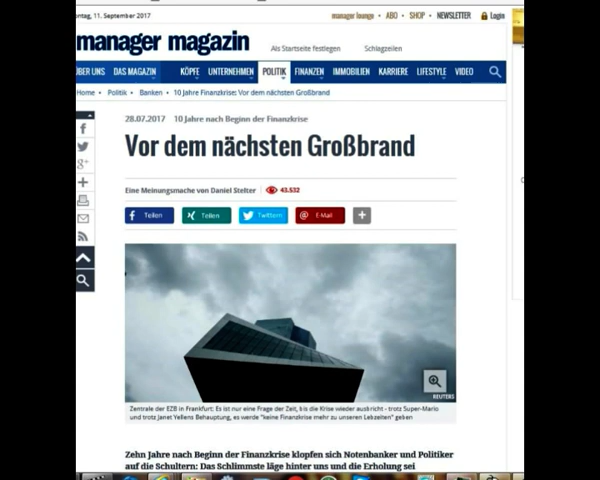 ontag, 11. September 2017
manager lounge • ABO • SHOP • NEWSLETTER Login
manager magazin
Als Startseite festlegen Schlagzeilen
ÜBER UNS DAS MAGAZIN KÖPFE UNTERNEHMEN POLITIK FINANZEN IMMOBILIEN KARRIERE LIFESTYLE VIDEO
Home • Politik • Banken • 10 Jahre Finanzkrise: Vor dem nächsten Großbrand
28.07.2017 10 Jahre nach Beginn der Finanzkrise
Vor dem nächsten Großbrand
Eine Meinungsmache von Daniel Stelter 43.532
Teilen Teilen Twittern E-Mail
REUTERS
Zentrale der EZB in Frankfurt: Es ist nur eine Frage der Zeit, bis die Krise wieder ausbricht - trotz Super-Mario
und trotz Janet Yellens Behauptung, es werde "keine Finanzkrise mehr zu unseren Lebzeiten" geben
Zehn Jahre nach Beginn der Finanzkrise klopfen sich Notenbanker und Politiker
auf die Schultern: Das Schlimmste läge hinter uns und die Erholung sei